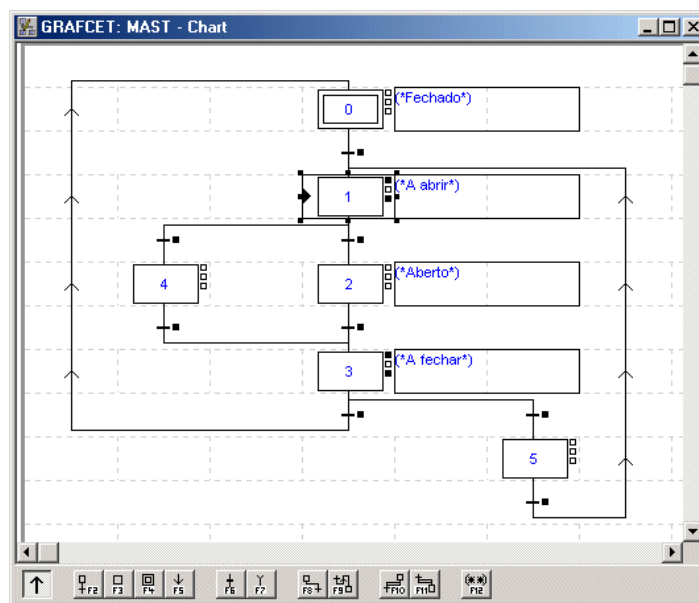 GRAFCET: MAST - Chart
0
(*Fechado*)
1
(*A abrir*)
4
2
(*Aberto*)
3
(*A fechar*)
5
F2
F3
F4
F5
F6
F7
F8
F9
F10
F11
(**)
F12